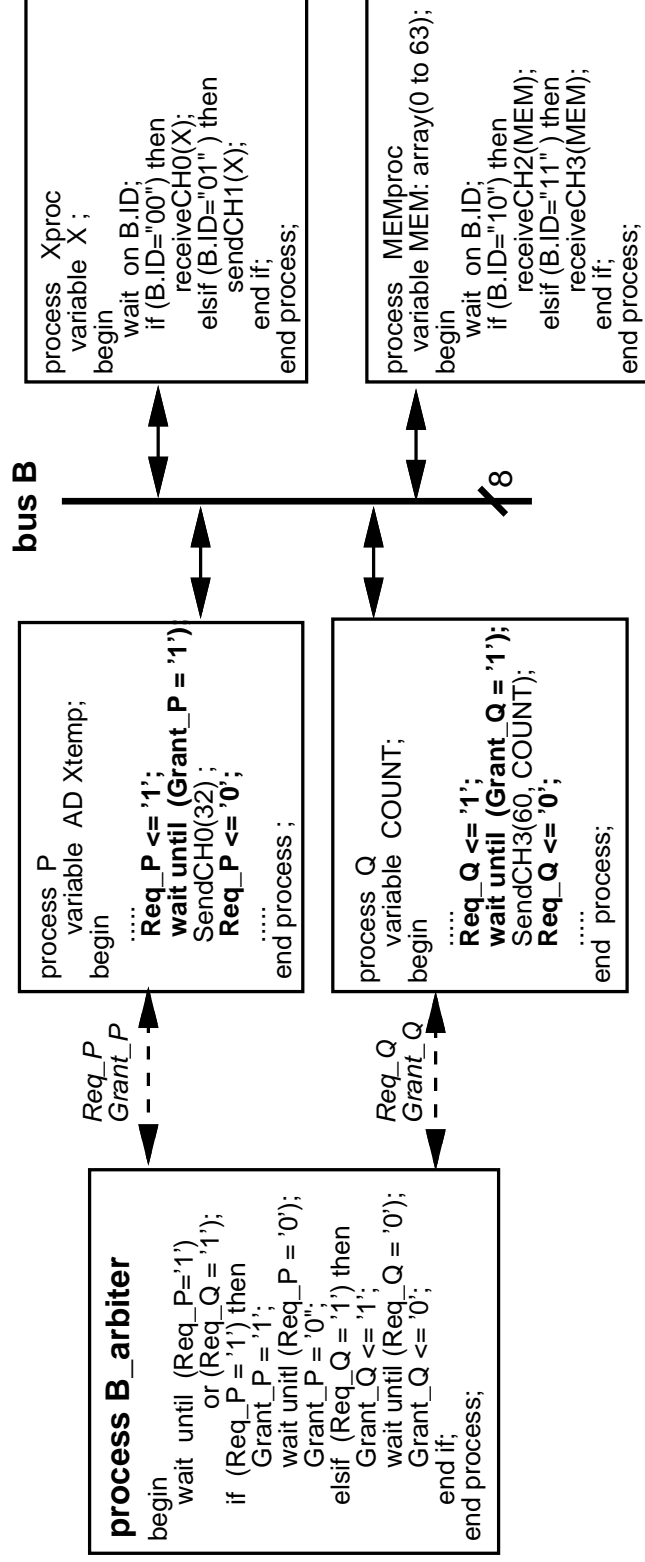 process B_arbiter
begin
wait until (Req_P='1')
or (Req_Q = '1');
if (Req_P = '1') then
Grant_P = '1';
wait unitl (Req_P = '0');
Grant_P = '0";
elsif (Req_Q = '1') then
Grant_Q <= '1';
wait until (Req_Q = '0');
Grant_Q <= '0';
end if;
end process;
Req_P
Grant_P
Req_Q
Grant_Q
process P
variable AD Xtemp;
begin
.....
Req_P <= '1';
wait until (Grant_P = '1');
SendCH0(32) ;
Req_P <= '0';
.....
end process ;
process Q
variable COUNT;
begin
.....
Req_Q <= '1';
wait until (Grant_Q = '1');
SendCH3(60, COUNT);
Req_Q <= '0';
.....
end process;
bus B
8
process Xproc
variable X ;
begin
wait on B.ID;
if (B.ID="00") then
receiveCH0(X);
elsif (B.ID="01" ) then
sendCH1(X);
end if;
end process;
process MEMproc
variable MEM: array(0 to 63);
begin
wait on B.ID;
if (B.ID="10") then
receiveCH2(MEM);
elsif (B.ID="11" ) then
receiveCH3(MEM);
end if;
end process;